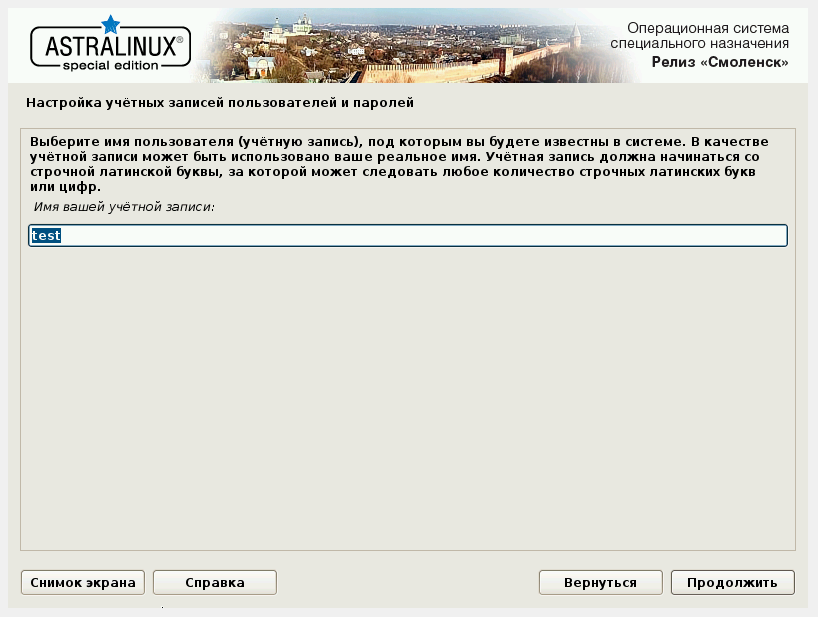 ASTRALINUX®
special edition
Операционная система
специального назначения
Релиз «Смоленск»
Настройка учётных записей пользователей и паролей
Выберите имя пользователя (учётную запись), под которым вы будете известны в системе. В качестве
учётной записи может быть использовано ваше реальное имя. Учётная запись должна начинаться со
строчной латинской буквы, за которой может следовать любое количество строчных латинских букв
или цифр.
Имя вашей учётной записи:
test
Снимок экрана
Справка
Вернуться
Продолжить